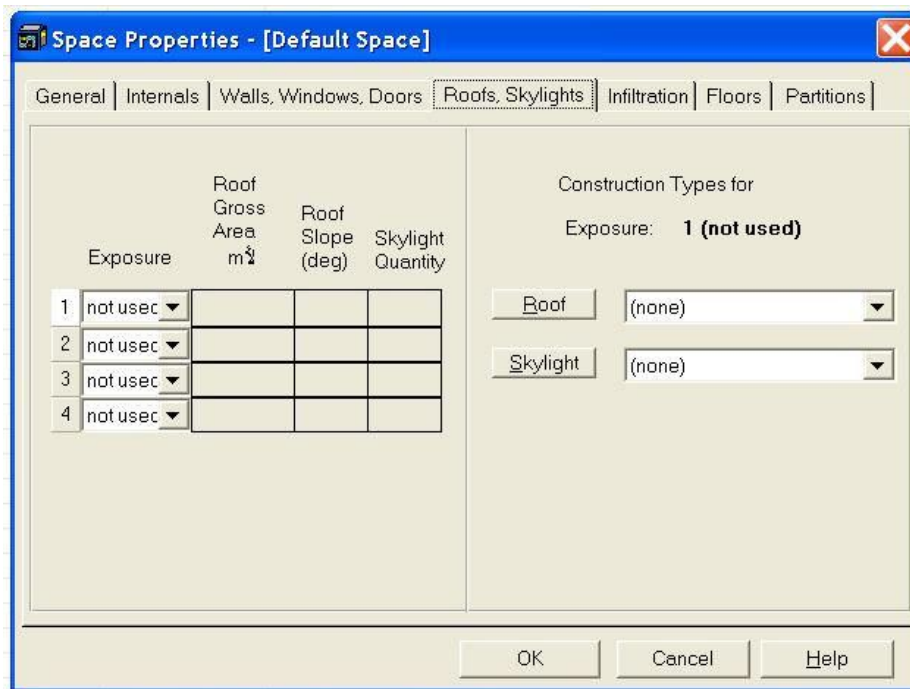 Space Properties - [Default Space]
General Internals Walls, Windows, Doors Roofs, Skylights Infiltration Floors Partitions
Exposure
Roof
Gross
Area
Roof
Slope
(deg)
Skylight
Quantity
1 not usec
2 not usec
3 not usec
4 not usec
Construction Types for
Exposure: 1 (not used)
Roof (none)
Skylight (none)
OK Cancel Help